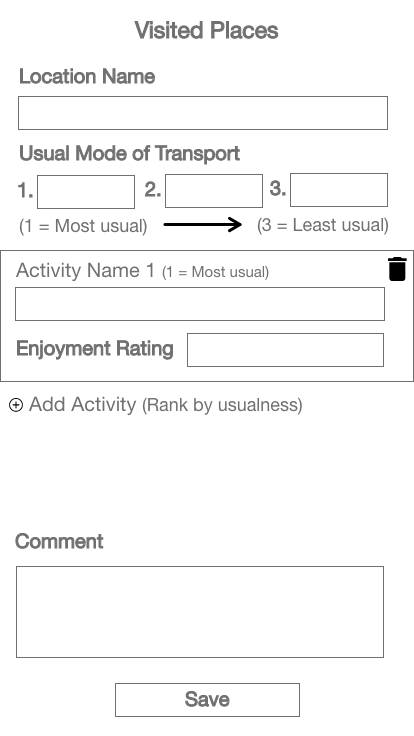 Visited Places
Location Name
Usual Mode of Transport
1. 2. 3.
(1 = Most usual) (3 = Least usual)
Activity Name 1 (1 = Most usual)
Enjoyment Rating
Add Activity (Rank by usualness)
Comment
Save